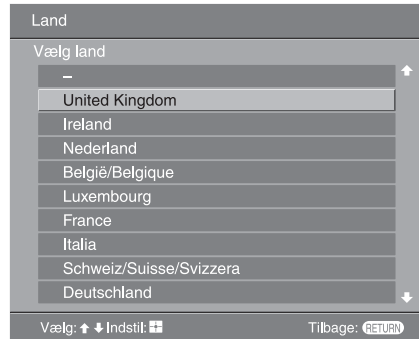 Land
Vælg land
–
United Kingdom
Ireland
Nederland
België/Belgique
Luxembourg
France
Italia
Schweiz/Suisse/Svizzera
Deutschland
Vælg: Indstil: Tilbage: RETURN